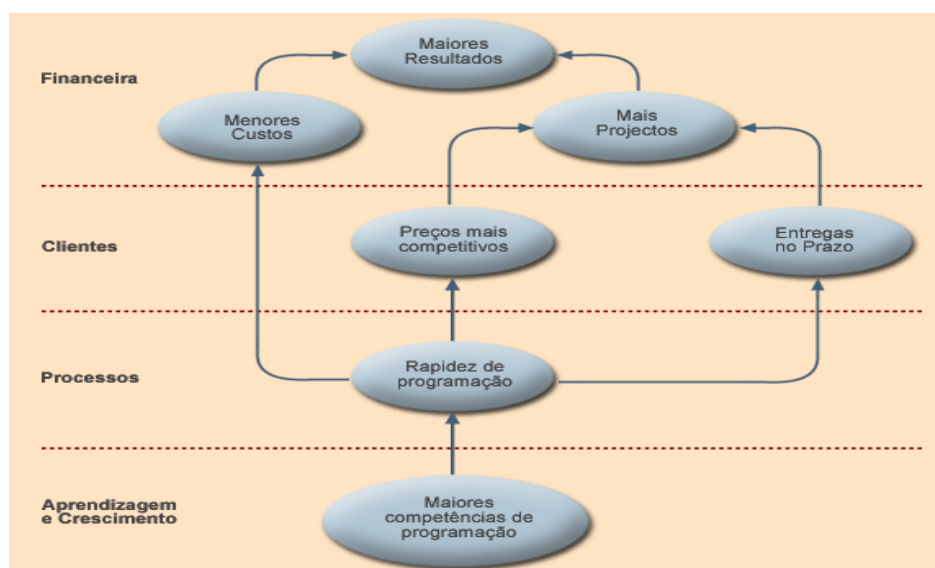 Maiores
Resultados
Financeira
Menores
Custos
Mais
Projectos
Clientes
Preços mais
competitivos
Entregas
no Prazo
Processos
Rapidez de
programação
Aprendizagem
e Crescimento
Maiores
competências de
programação